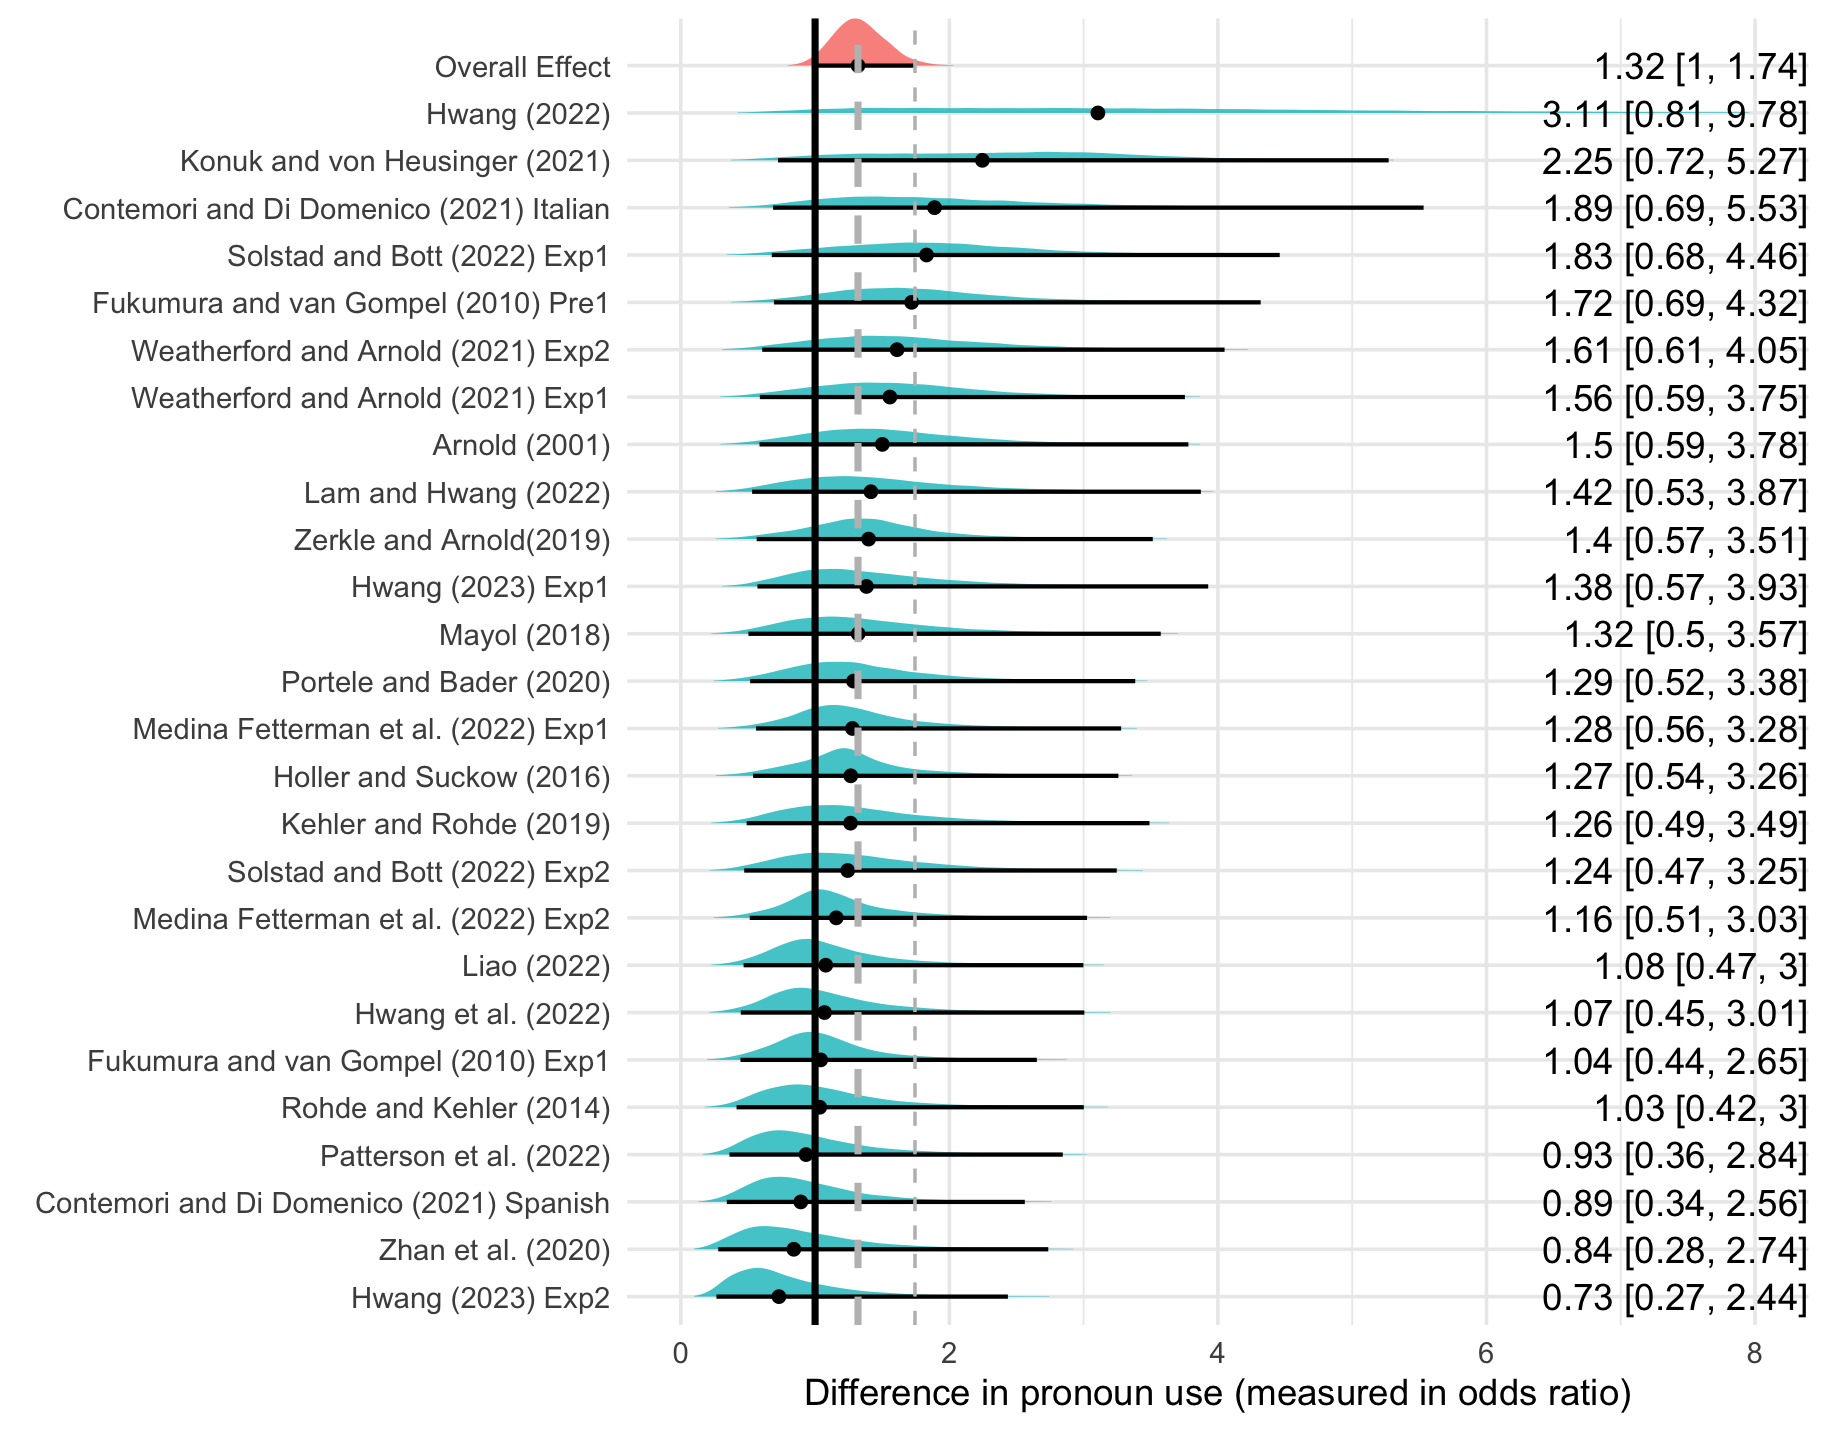 Overall Effect 1.32 [1, 1.74]
Hwang (2022) 3.11 [0.81, 9.78]
Konuk and von Heusinger (2021) 2.25 [0.72, 5.27]
Contemori and Di Domenico (2021) Italian 1.89 [0.69, 5.53]
Solstad and Bott (2022) Exp1 1.83 [0.68, 4.46]
Fukumura and van Gompel (2010) Pre1 1.72 [0.69, 4.32]
Weatherford and Arnold (2021) Exp2 1.61 [0.61, 4.05]
Weatherford and Arnold (2021) Exp1 1.56 [0.59, 3.75]
Arnold (2001) 1.5 [0.59, 3.78]
Lam and Hwang (2022) 1.42 [0.53, 3.87]
Zerkle and Arnold(2019) 1.4 [0.57, 3.51]
Hwang (2023) Exp1 1.38 [0.57, 3.93]
Mayol (2018) 1.32 [0.5, 3.57]
Portele and Bader (2020) 1.29 [0.52, 3.38]
Medina Fetterman et al. (2022) Exp1 1.28 [0.56, 3.28]
Holler and Suckow (2016) 1.27 [0.54, 3.26]
Kehler and Rohde (2019) 1.26 [0.49, 3.49]
Solstad and Bott (2022) Exp2 1.24 [0.47, 3.25]
Medina Fetterman et al. (2022) Exp2 1.16 [0.51, 3.03]
Liao (2022) 1.08 [0.47, 3]
Hwang et al. (2022) 1.07 [0.45, 3.01]
Fukumura and van Gompel (2010) Exp1 1.04 [0.44, 2.65]
Rohde and Kehler (2014) 1.03 [0.42, 3]
Patterson et al. (2022) 0.93 [0.36, 2.84]
Contemori and Di Domenico (2021) Spanish 0.89 [0.34, 2.56]
Zhan et al. (2020) 0.84 [0.28, 2.74]
Hwang (2023) Exp2 0.73 [0.27, 2.44]
0 2 4 6 8
Difference in pronoun use (measured in odds ratio)